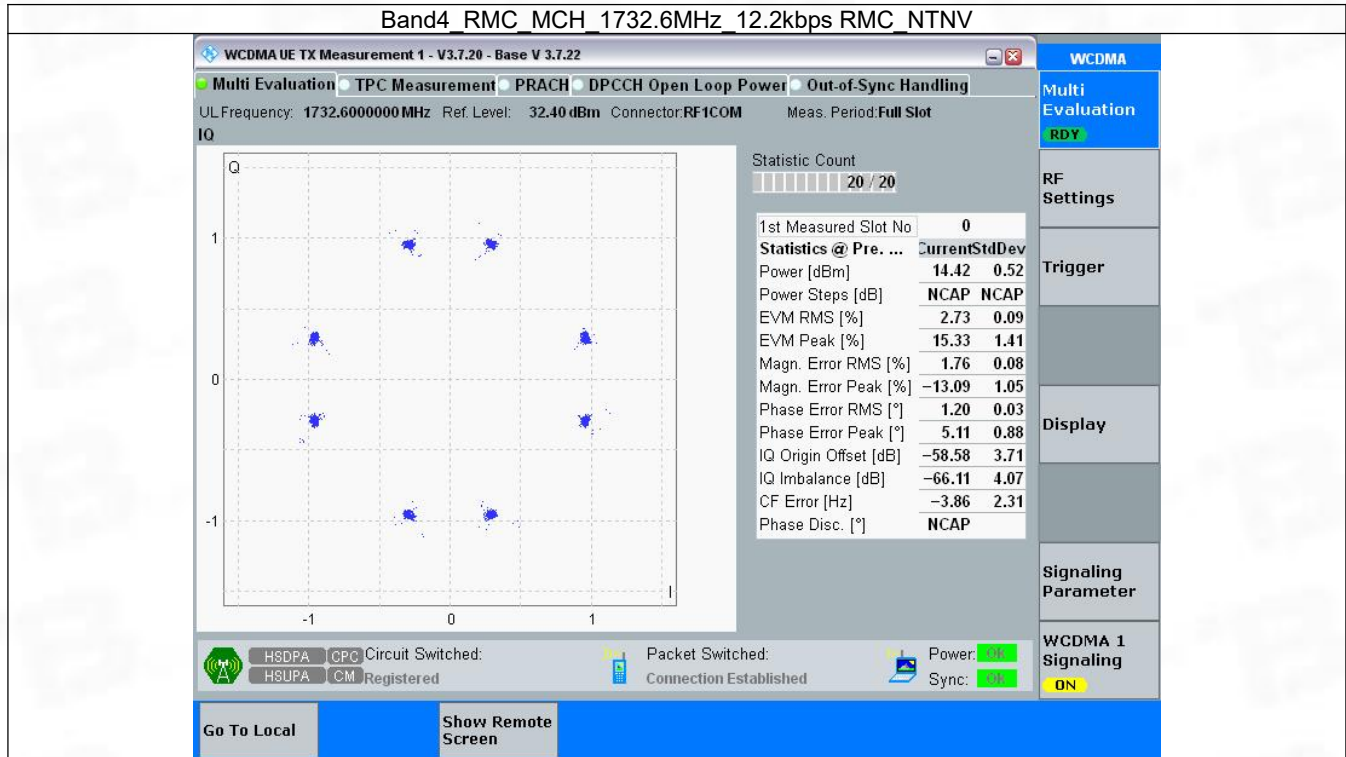 Band4_RMC_MCH_1732.6MHz_12.2kbps RMC_NTNV
WCDMA UE TX Measurement 1 - V3.7.20 - Base V 3.7.22
WCDMA
Multi Evaluation TPC Measurement PRACH DPCCH Open Loop Power Out-of-Sync Handling
Multi
Evaluation
RDY
UL Frequency: 1732.6000000 MHz Ref. Level: 32.40 dBm Connector:RF1COM Meas. Period:Full Slot
IQ
Q
1
0
-1
-1 0 1
I
Statistic Count
20 / 20
1st Measured Slot No 0
Statistics @ Pre. ... Current StdDev
Power [dBm] 14.42 0.52
Power Steps [dB] NCAP NCAP
EVM RMS [%] 2.73 0.09
EVM Peak [%] 15.33 1.41
Magn. Error RMS [%] 1.76 0.08
Magn. Error Peak [%] −13.09 1.05
Phase Error RMS [°] 1.20 0.03
Phase Error Peak [°] 5.11 0.88
IQ Origin Offset [dB] −58.58 3.71
IQ Imbalance [dB] −66.11 4.07
CF Error [Hz] −3.86 2.31
Phase Disc. [°] NCAP
RF
Settings
Trigger
Display
Signaling
Parameter
WCDMA 1
Signaling
ON
HSDPA CPC Circuit Switched: Packet Switched: Power: OK
HSUPA CM Registered Connection Established Sync: OK
Go To Local
Show Remote
Screen